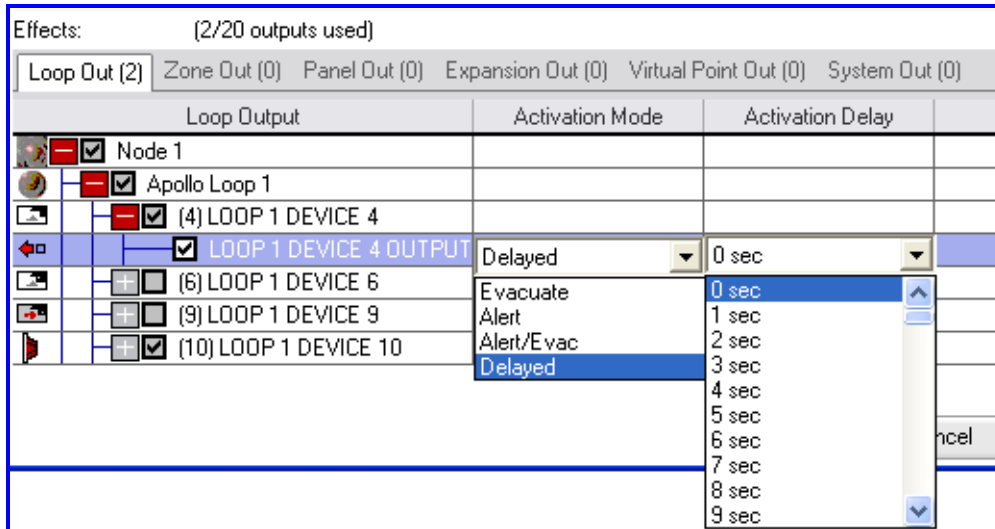 Effects: (2/20 outputs used)
Loop Out (2) Zone Out (0) Panel Out (0) Expansion Out (0) Virtual Point Out (0) System Out (0)
Loop Output Activation Mode Activation Delay
Node 1
Apollo Loop 1
(4) LOOP 1 DEVICE 4
LOOP 1 DEVICE 4 OUTPUT Delayed 0 sec
(6) LOOP 1 DEVICE 6
(9) LOOP 1 DEVICE 9
(10) LOOP 1 DEVICE 10
Evacuate
Alert
Alert/Evac
Delayed
0 sec
1 sec
2 sec
3 sec
4 sec
5 sec
6 sec
7 sec
8 sec
9 sec
ncel